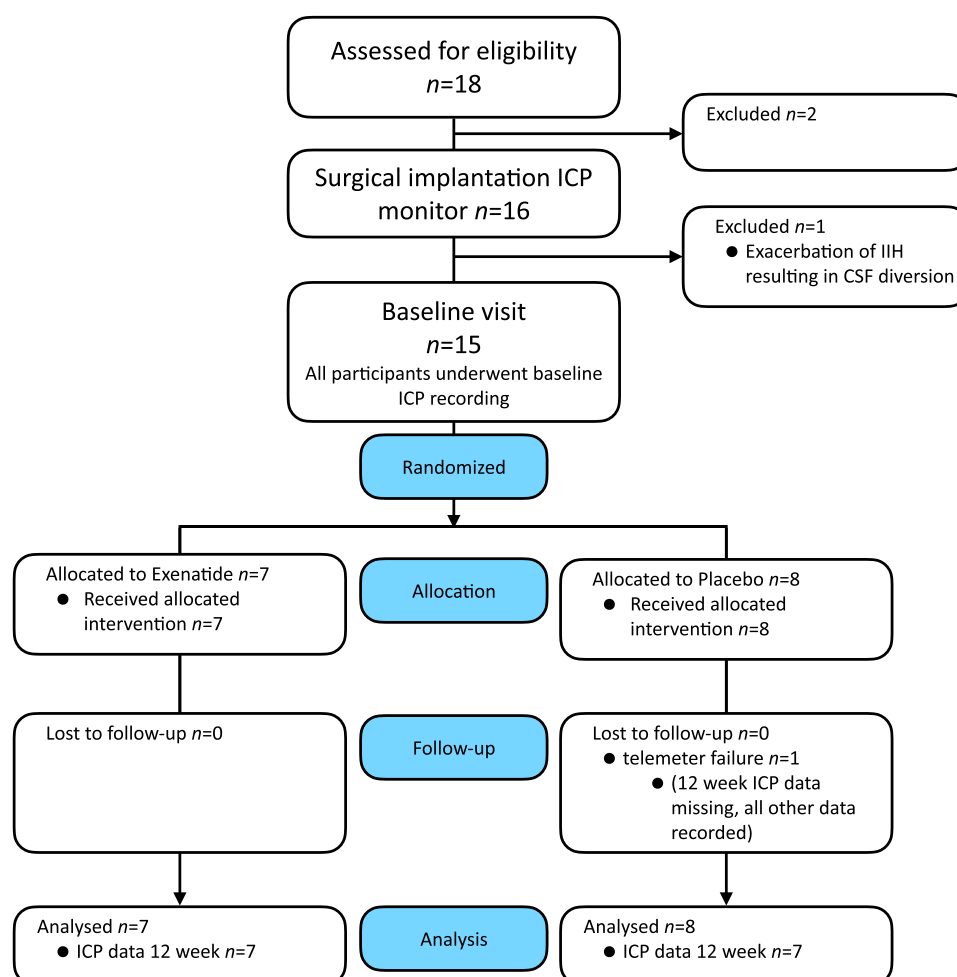 Assessed for eligibility
n=18
Excluded n=2
Surgical implantation ICP
monitor n=16
Excluded n=1
● Exacerbation of IIH
resulting in CSF diversion
Baseline visit
n=15
All participants underwent baseline
ICP recording
Randomized
Allocated to Exenatide n=7
● Received allocated
intervention n=7
Allocation
Allocated to Placebo n=8
● Received allocated
intervention n=8
Lost to follow-up n=0
Follow-up
Lost to follow-up n=0
● telemeter failure n=1
● (12 week ICP data
missing, all other data
recorded)
Analysed n=7
● ICP data 12 week n=7
Analysis
Analysed n=8
● ICP data 12 week n=7